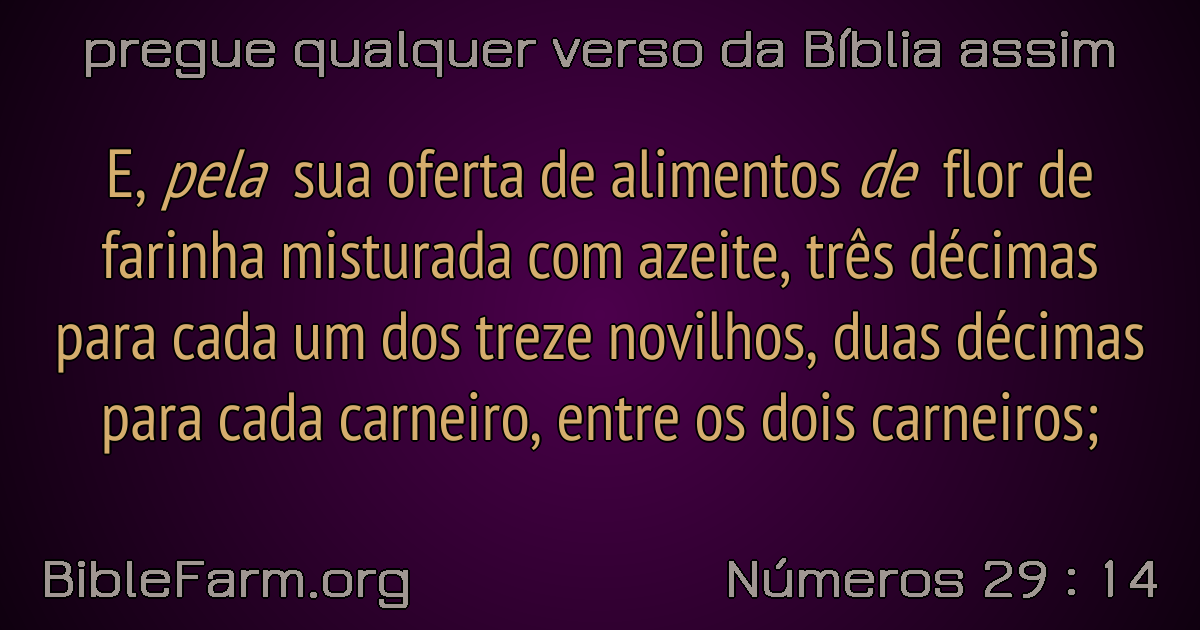 pregue qualquer verso da Bíblia assim
E, pela sua oferta de alimentos de flor de
farinha misturada com azeite, três décimas
para cada um dos treze novilhos, duas décimas
para cada carneiro, entre os dois carneiros;
BibleFarm.org
Números 29 : 14